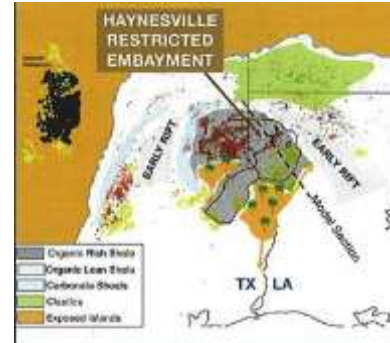 HAYNESVILLE
RESTRICTED
EMBAYMENT
EARLY RIFT
EARLY RIFT
Model Section
TX LA
Organic Rich Shale
Organic Lean Shale
Carbonate Shoals
Clastics
Exposed Islands